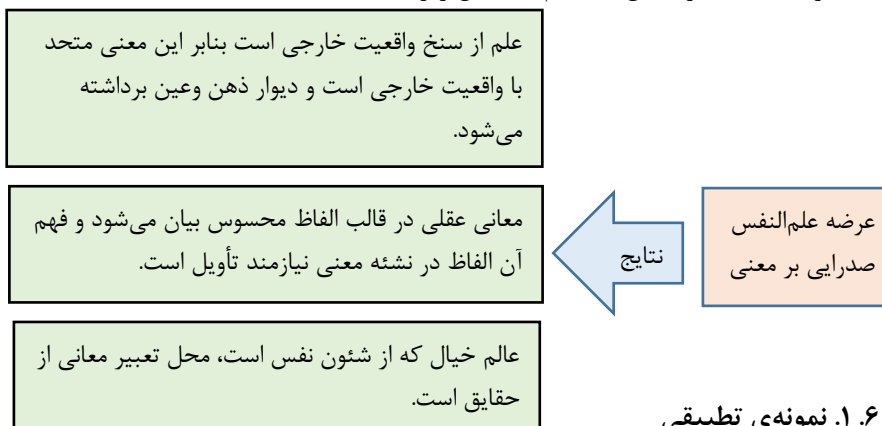 علم از سنخ واقعیت خارجی است بنابر این معنی متحد
با واقعیت خارجی است و دیوار ذهن وعین برداشته
می‌شود.
عرضه علم‌النفس
صدرایی بر معنی
نتایج
معانی عقلی در قالب الفاظ محسوس بیان می‌شود و فهم
آن الفاظ در نشئه معنی نیازمند تأویل است.
عالم خیال که از شئون نفس است، محل تعبیر معانی از
حقایق است.
۶. ۱. نمونه‌ی تطبیقی